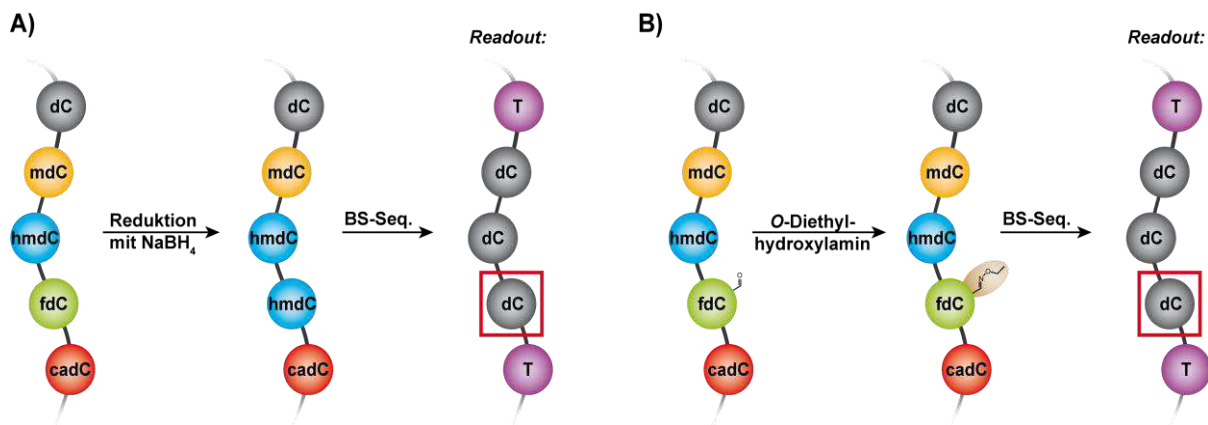 A)
Readout:
dC
mdC
hmdC
fdC
cadC
Reduktion
mit NaBH4
dC
mdC
hmdC
hmdC
cadC
BS-Seq.
T
dC
dC
dC
T
B)
Readout:
dC
mdC
hmdC
fdC
O
cadC
O-Diethyl-
hydroxylamin
dC
mdC
hmdC
fdC
N
O
cadC
BS-Seq.
T
dC
dC
dC
T